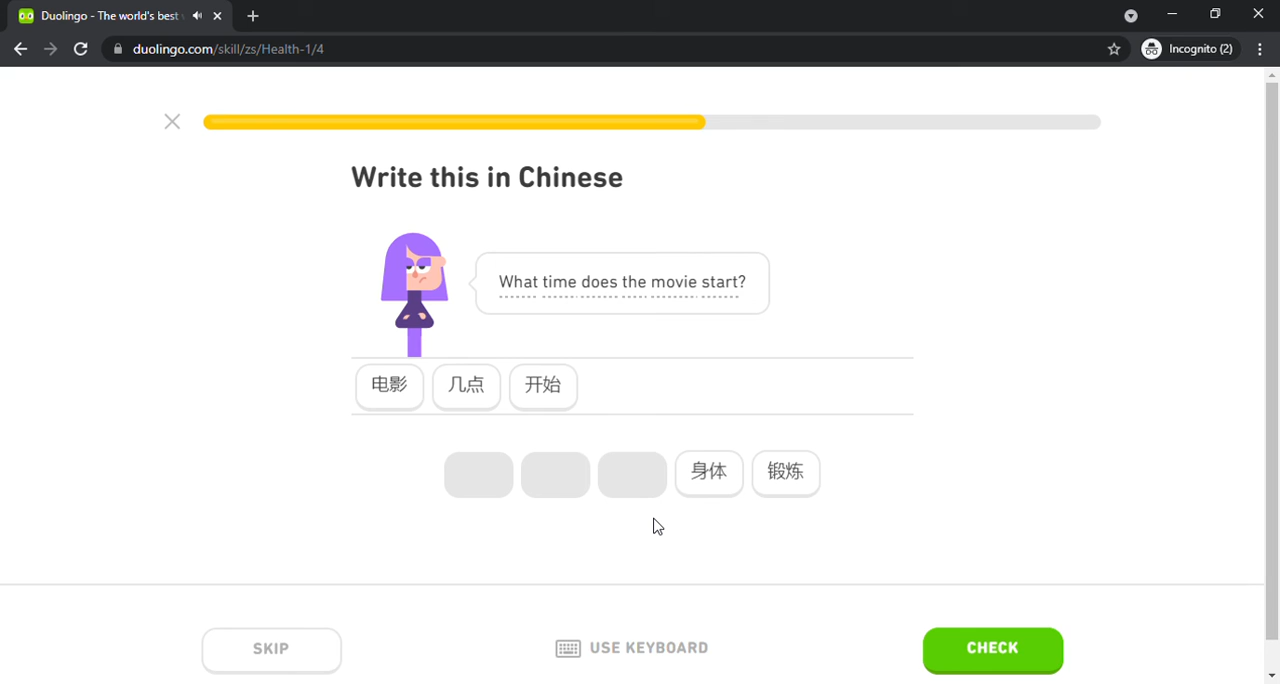 Duolingo - The world's best
duolingo.com/skill/zs/Health-1/4
Incognito (2)
Write this in Chinese
What time does the movie start?
电影 几点 开始
身体 锻炼
SKIP
USE KEYBOARD
CHECK